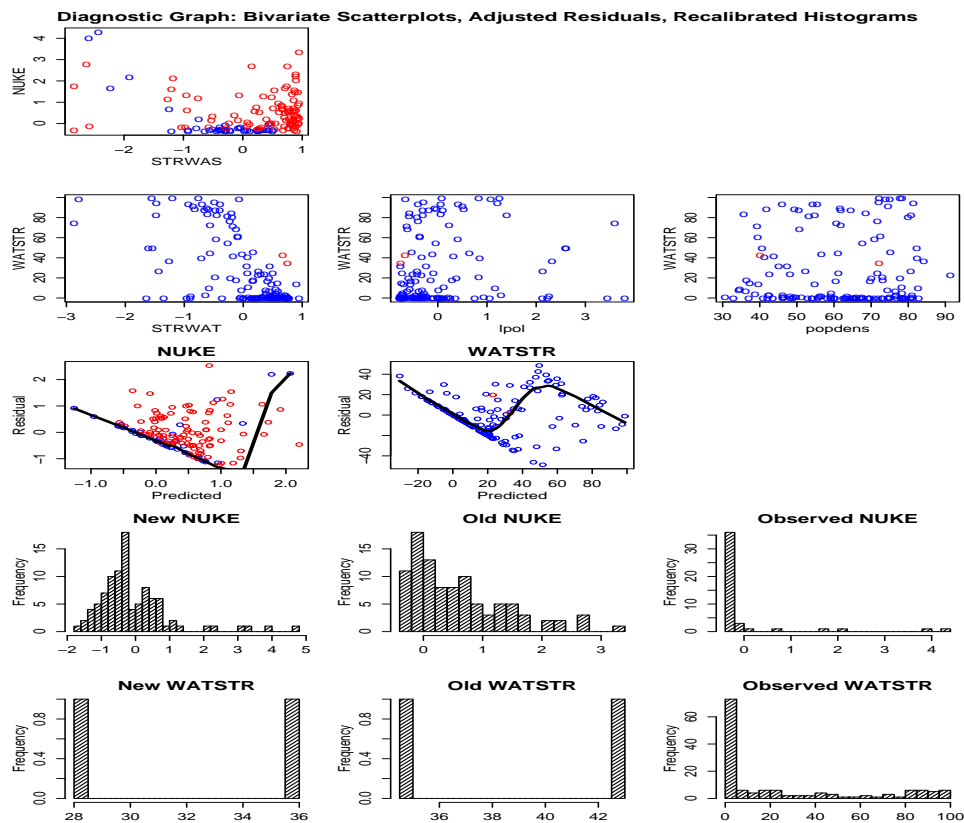 Diagnostic Graph: Bivariate Scatterplots, Adjusted Residuals, Recalibrated Histograms
NUKE
4
3
2
1
0
−2 −1 0 1
STRWAS
WATSTR
80
60
40
20
0
−3 −2 −1 0 1
STRWAT
WATSTR
80
60
40
20
0
0 1 2 3
lpol
WATSTR
80
60
40
20
0
30 40 50 60 70 80 90
popdens
NUKE
Residual
2
1
0
−1
−1.0 0.0 1.0 2.0
Predicted
WATSTR
Residual
40
0
−40
−20 0 20 40 60 80
Predicted
New NUKE
Frequency
15
10
5
0
−2 −1 0 1 2 3 4 5
Old NUKE
Frequency
15
10
5
0
0 1 2 3
Observed NUKE
Frequency
30
20
10
0
0 1 2 3 4
New WATSTR
Frequency
0.8
0.4
0.0
28 30 32 34 36
Old WATSTR
Frequency
0.8
0.4
0.0
36 38 40 42
Observed WATSTR
Frequency
60
40
20
0
0 20 40 60 80 100